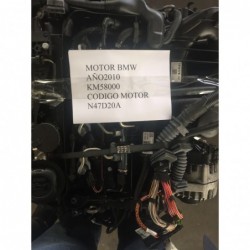 MOTOR BMW
AÑO2010
KM58000
CODIGO MOTOR
N47D20A